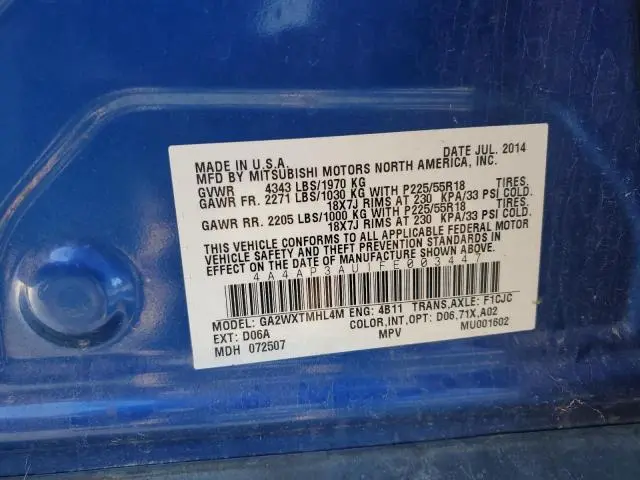 MADE IN U.S.A. DATE JUL. 2014
MFD BY MITSUBISHI MOTORS NORTH AMERICA, INC.
GVWR 4343 LBS/1970 KG
GAWR FR. 2271 LBS/1030 KG WITH P225/55R18 TIRES,
18X7J RIMS AT 230 KPA/33 PSI COLD.
GAWR RR. 2205 LBS/1000 KG WITH P225/55R18 TIRES,
18X7J RIMS AT 230 KPA/33 PSI COLD.
THIS VEHICLE CONFORMS TO ALL APPLICABLE FEDERAL MOTOR
VEHICLE SAFETY AND THEFT PREVENTION STANDARDS IN
EFFECT ON THE DATE OF MANUFACTURE SHOWN ABOVE.
4A4AP3AU1FE003447
MODEL: GA2WXTMHL4M ENG: 4B11 TRANS,AXLE: F1CJC
EXT: D06A COLOR,INT,OPT: D06,71X,A02
MDH 072507 MPV MU001602